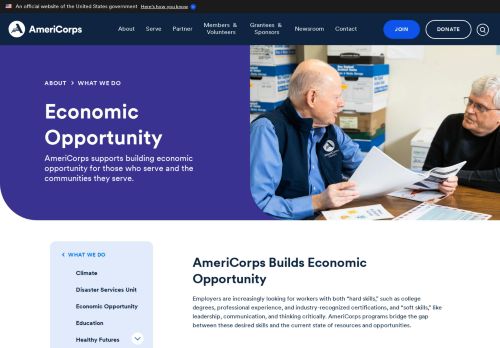 An official website of the United States government Here's how you know
AmeriCorps
About
Serve
Partner
Members & Volunteers
Grantees & Sponsors
Newsroom
Contact
JOIN
DONATE
ABOUT > WHAT WE DO
Economic
Opportunity
AmeriCorps supports building economic
opportunity for those who serve and the
communities they serve.
< WHAT WE DO
Climate
Disaster Services Unit
Economic Opportunity
Education
Healthy Futures
AmeriCorps Builds Economic
Opportunity
Employers are increasingly looking for workers with both "hard skills," such as college
degrees, professional experience, and industry-recognized certifications, and "soft skills," like
leadership, communication, and thinking critically. AmeriCorps programs bridge the gap
between these desired skills and the current state of resources and opportunities.